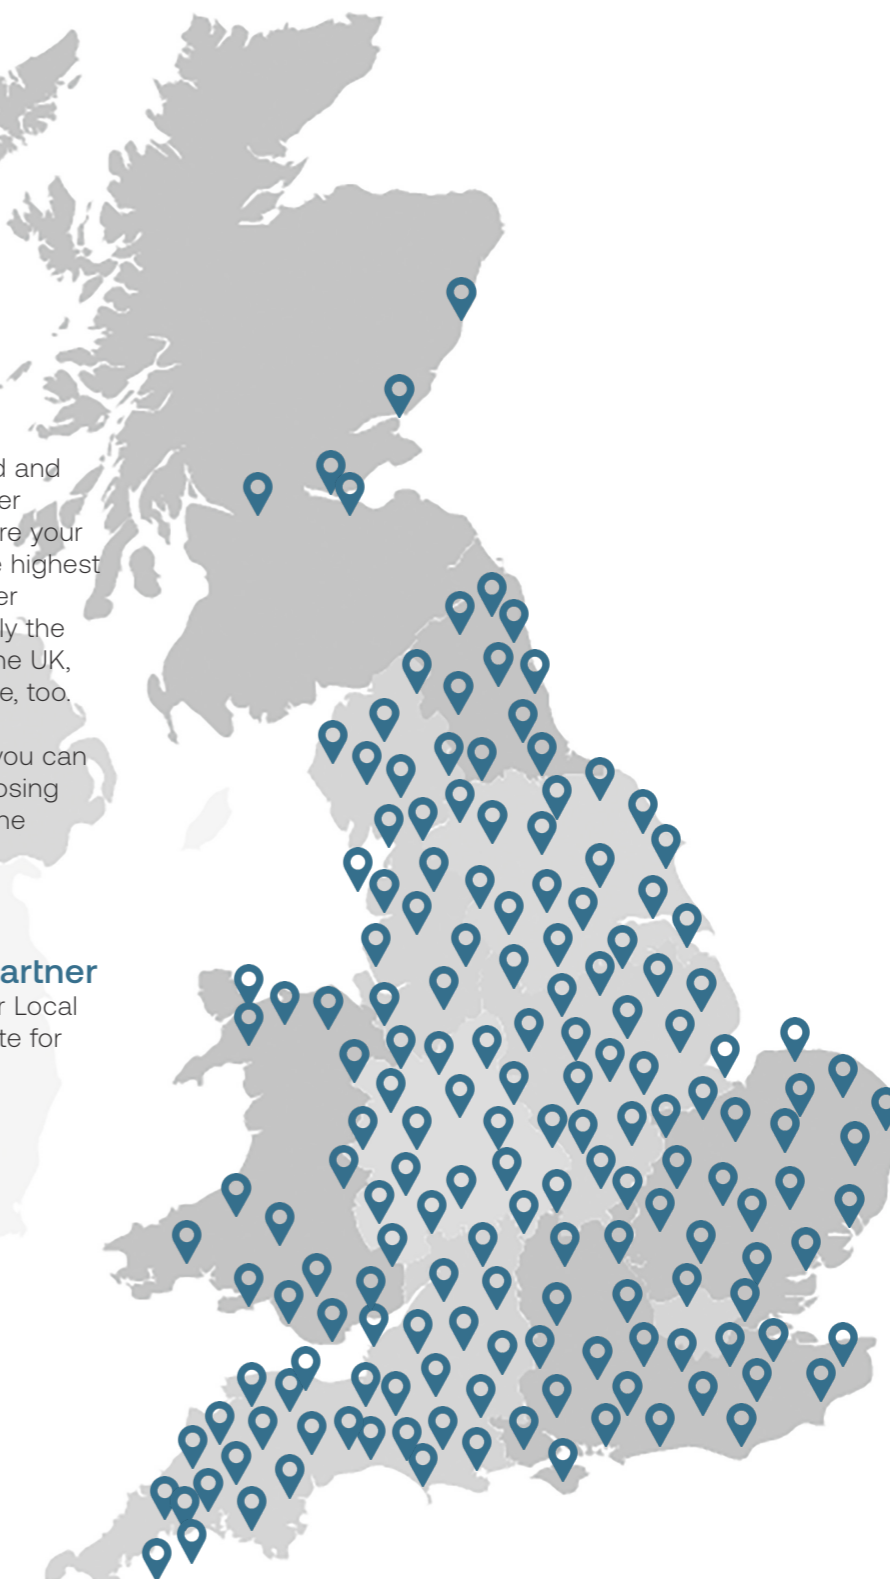 d and
er
re your
e highest
er
ly the
he UK,
e, too.
you can
osing
he
artner
r Local
te for